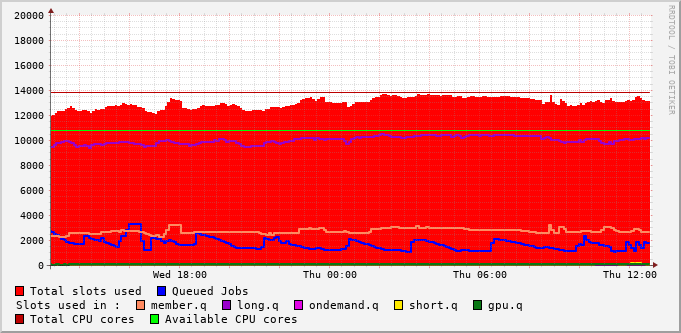 RRDTOOL / TOBI OETIKER
20000
18000
16000
14000
12000
10000
8000
6000
4000
2000
0
Wed 18:00 Thu 00:00 Thu 06:00 Thu 12:00
Total slots used Queued Jobs
Slots used in : member.q long.q ondemand.q short.q gpu.q
Total CPU cores Available CPU cores